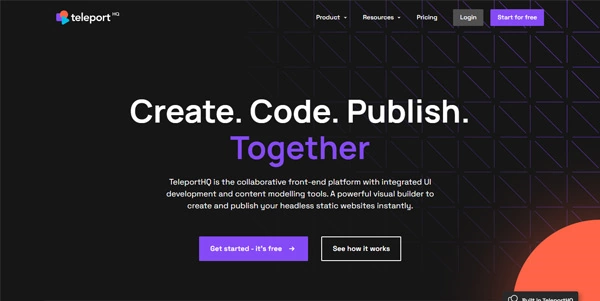 teleport HQ
Product
Resources
Pricing
Login
Start for free
Create. Code. Publish.
Together
TeleportHQ is the collaborative front-end platform with integrated UI
development and content modelling tools. A powerful visual builder to
create and publish your headless static websites instantly.
Get started - it's free →
See how it works
Built in TeleportHQ